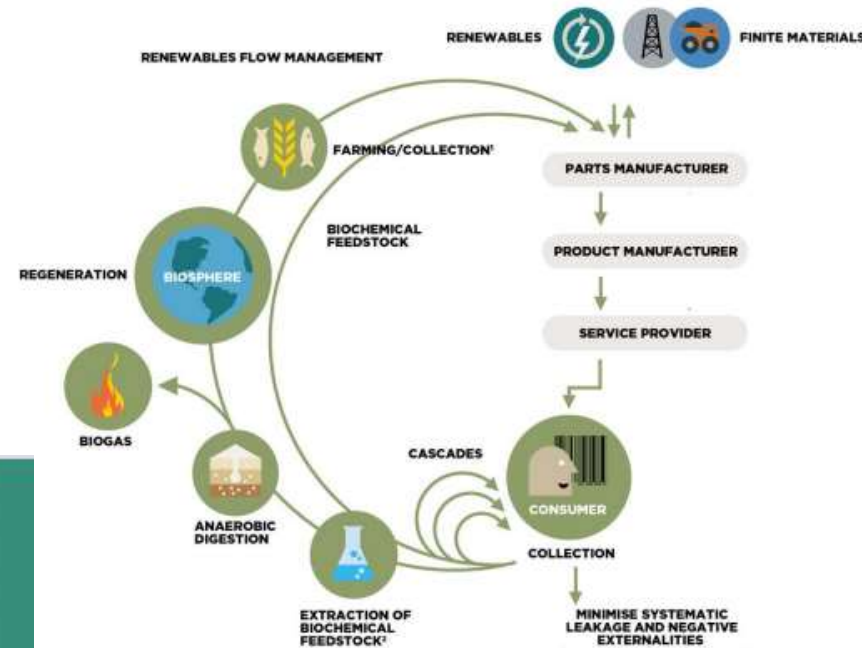 RENEWABLES
FINITE MATERIALS
RENEWABLES FLOW MANAGEMENT
FARMING/COLLECTION¹
PARTS MANUFACTURER
BIOCHEMICAL
FEEDSTOCK
PRODUCT MANUFACTURER
REGENERATION
BIOSPHERE
SERVICE PROVIDER
BIOGAS
CASCADES
CONSUMER
ANAEROBIC
DIGESTION
COLLECTION
EXTRACTION OF
BIOCHEMICAL
FEEDSTOCK²
MINIMISE SYSTEMATIC
LEAKAGE AND NEGATIVE
EXTERNALITIES